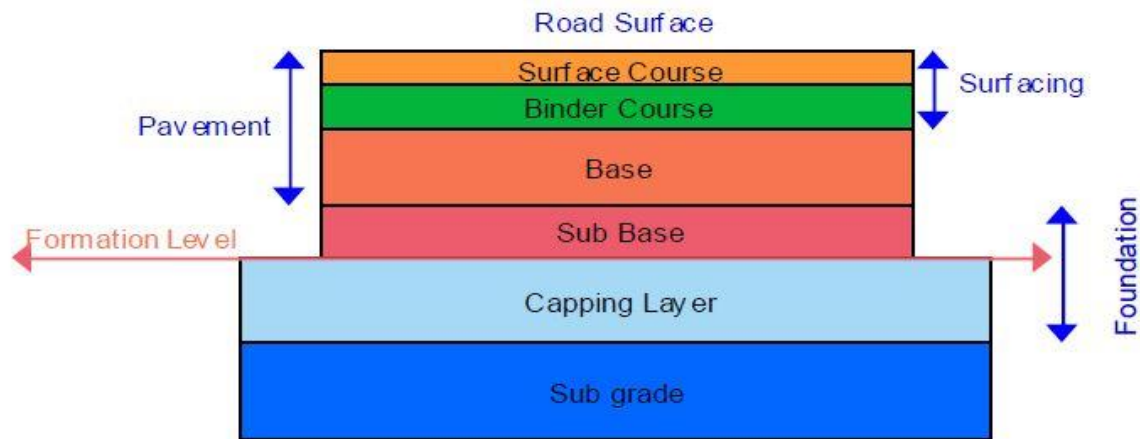 Road Surface
Surface Course
Surfacing
Binder Course
Pavement
Base
Sub Base
Formation Level
Foundation
Capping Layer
Sub grade